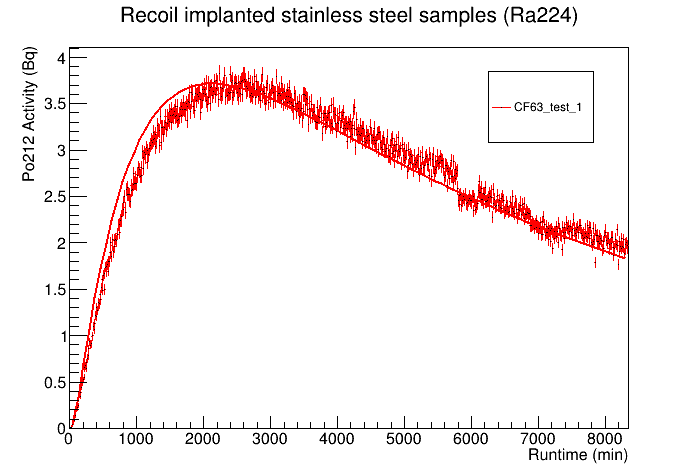 Recoil implanted stainless steel samples (Ra224)
Po212 Activity (Bq)
4
3.5
3
2.5
2
1.5
1
0.5
0
CF63_test_1
0 1000 2000 3000 4000 5000 6000 7000 8000
Runtime (min)